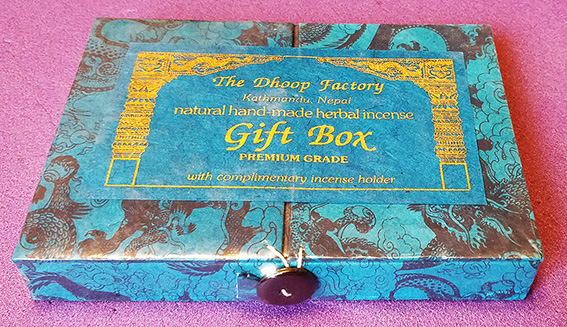 The Dhoop Factory
Kathmandu, Nepal
natural hand-made herbal incense
Gift Box
PREMIUM GRADE
with complimentary incense holder